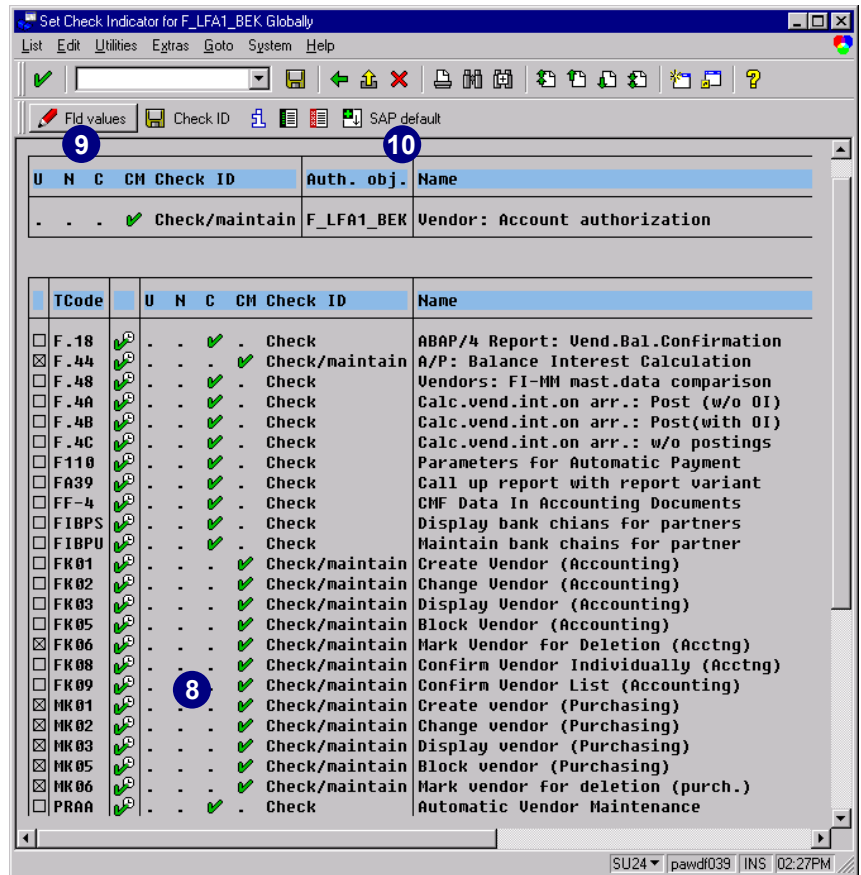 Set Check Indicator for F_LFA1_BEK Globally
List Edit Utilities Extras Goto System Help
Fld values Check ID SAP default
9 10
U N C CM Check ID Auth. obj. Name
. . . Check/maintain F_LFA1_BEK Vendor: Account authorization
TCode U N C CM Check ID Name
F.18 . . . Check ABAP/4 Report: Vend.Bal.Confirmation
F.44 . . . Check/maintain A/P: Balance Interest Calculation
F.48 . . . Check Vendors: FI-MM mast.data comparison
F.4A . . . Check Calc.vend.int.on arr.: Post (w/o OI)
F.4B . . . Check Calc.vend.int.on arr.: Post(with OI)
F.4C . . . Check Calc.vend.int.on arr.: w/o postings
F110 . . . Check Parameters for Automatic Payment
FA39 . . . Check Call up report with report variant
FF-4 . . . Check CMF Data In Accounting Documents
FIBPS . . . Check Display bank chians for partners
FIBPU . . . Check Maintain bank chains for partner
FK01 . . . Check/maintain Create Vendor (Accounting)
FK02 . . . Check/maintain Change Vendor (Accounting)
FK03 . . . Check/maintain Display Vendor (Accounting)
FK05 . . . Check/maintain Block Vendor (Accounting)
FK06 . . . Check/maintain Mark Vendor for Deletion (Acctng)
FK08 . . . Check/maintain Confirm Vendor Individually (Acctng)
FK09 . 8 . Check/maintain Confirm Vendor List (Accounting)
MK01 . . . Check/maintain Create vendor (Purchasing)
MK02 . . . Check/maintain Change vendor (Purchasing)
MK03 . . . Check/maintain Display vendor (Purchasing)
MK05 . . . Check/maintain Block vendor (Purchasing)
MK06 . . . Check/maintain Mark vendor for deletion (purch.)
PRAA . . . Check Automatic Vendor Maintenance
SU24 pawdf039 INS 02:27PM